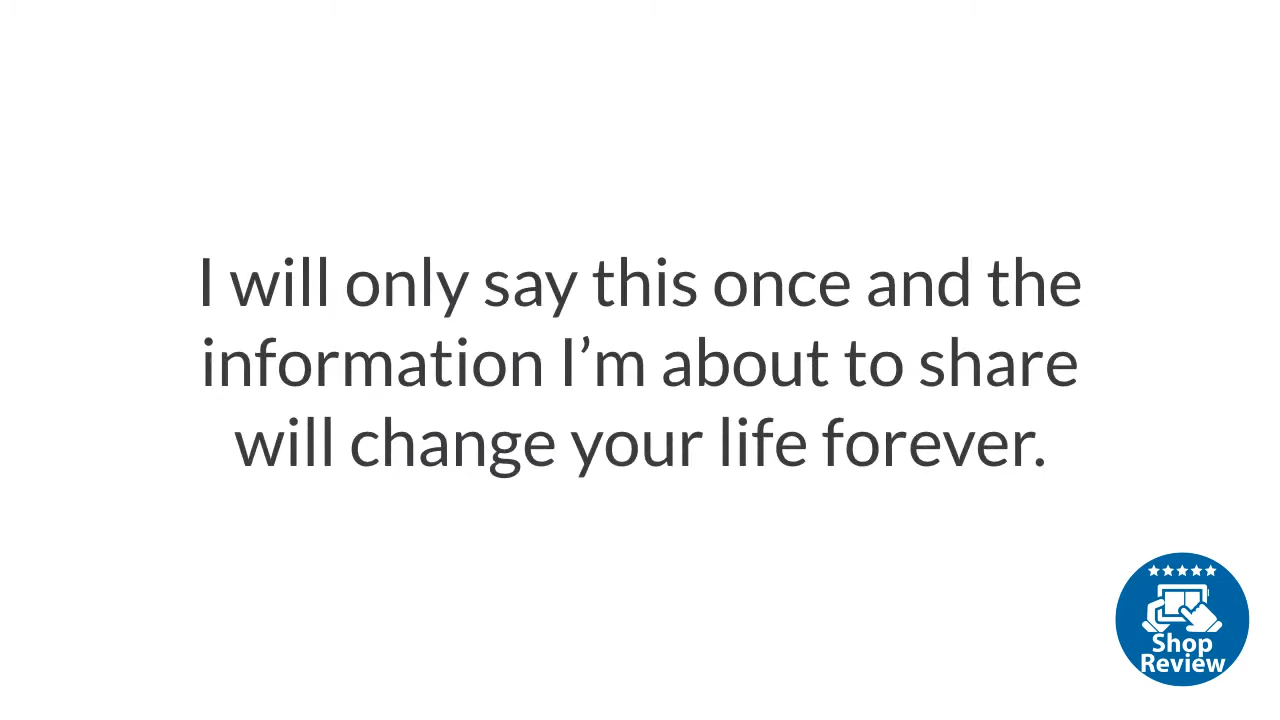 I will only say this once and the
information I’m about to share
will change your life forever.
Shop
Review